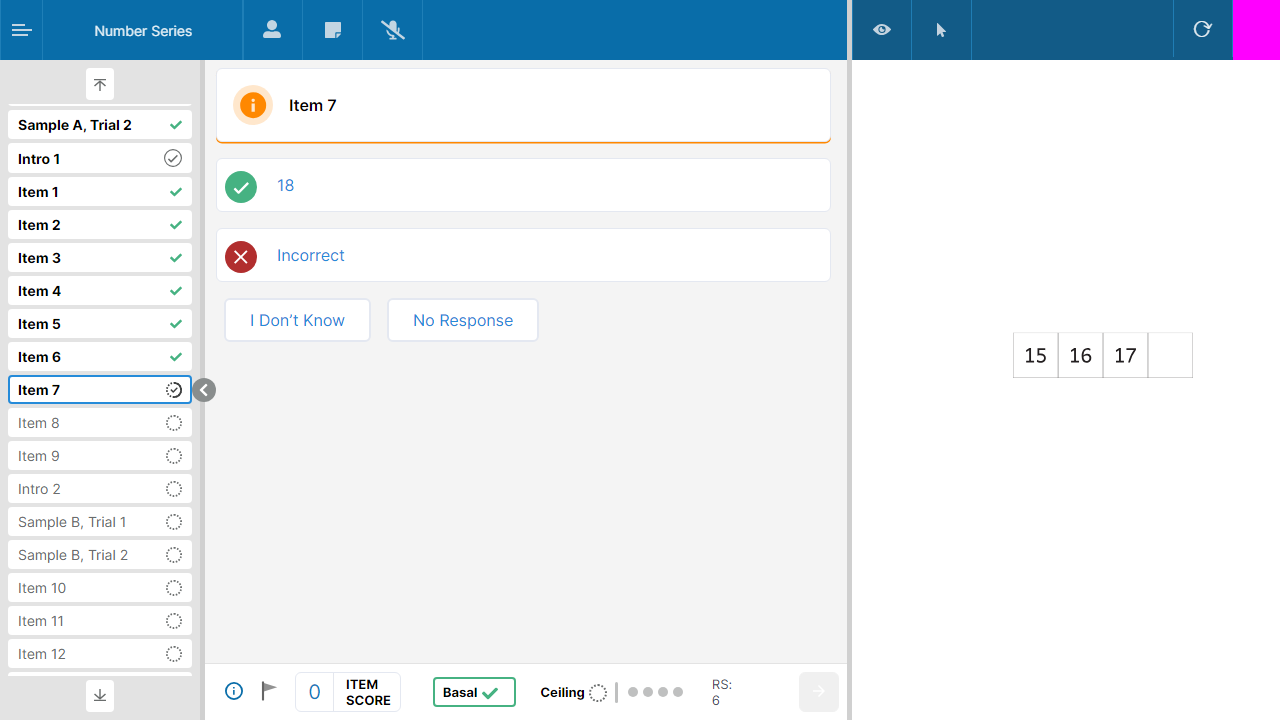 Number Series
Sample A, Trial 2
Intro 1
Item 1
Item 2
Item 3
Item 4
Item 5
Item 6
Item 7
Item 8
Item 9
Intro 2
Sample B, Trial 1
Sample B, Trial 2
Item 10
Item 11
Item 12
Item 7
18
Incorrect
I Don’t Know
No Response
0
ITEM
SCORE
Basal
Ceiling
RS:
6
15 16 17